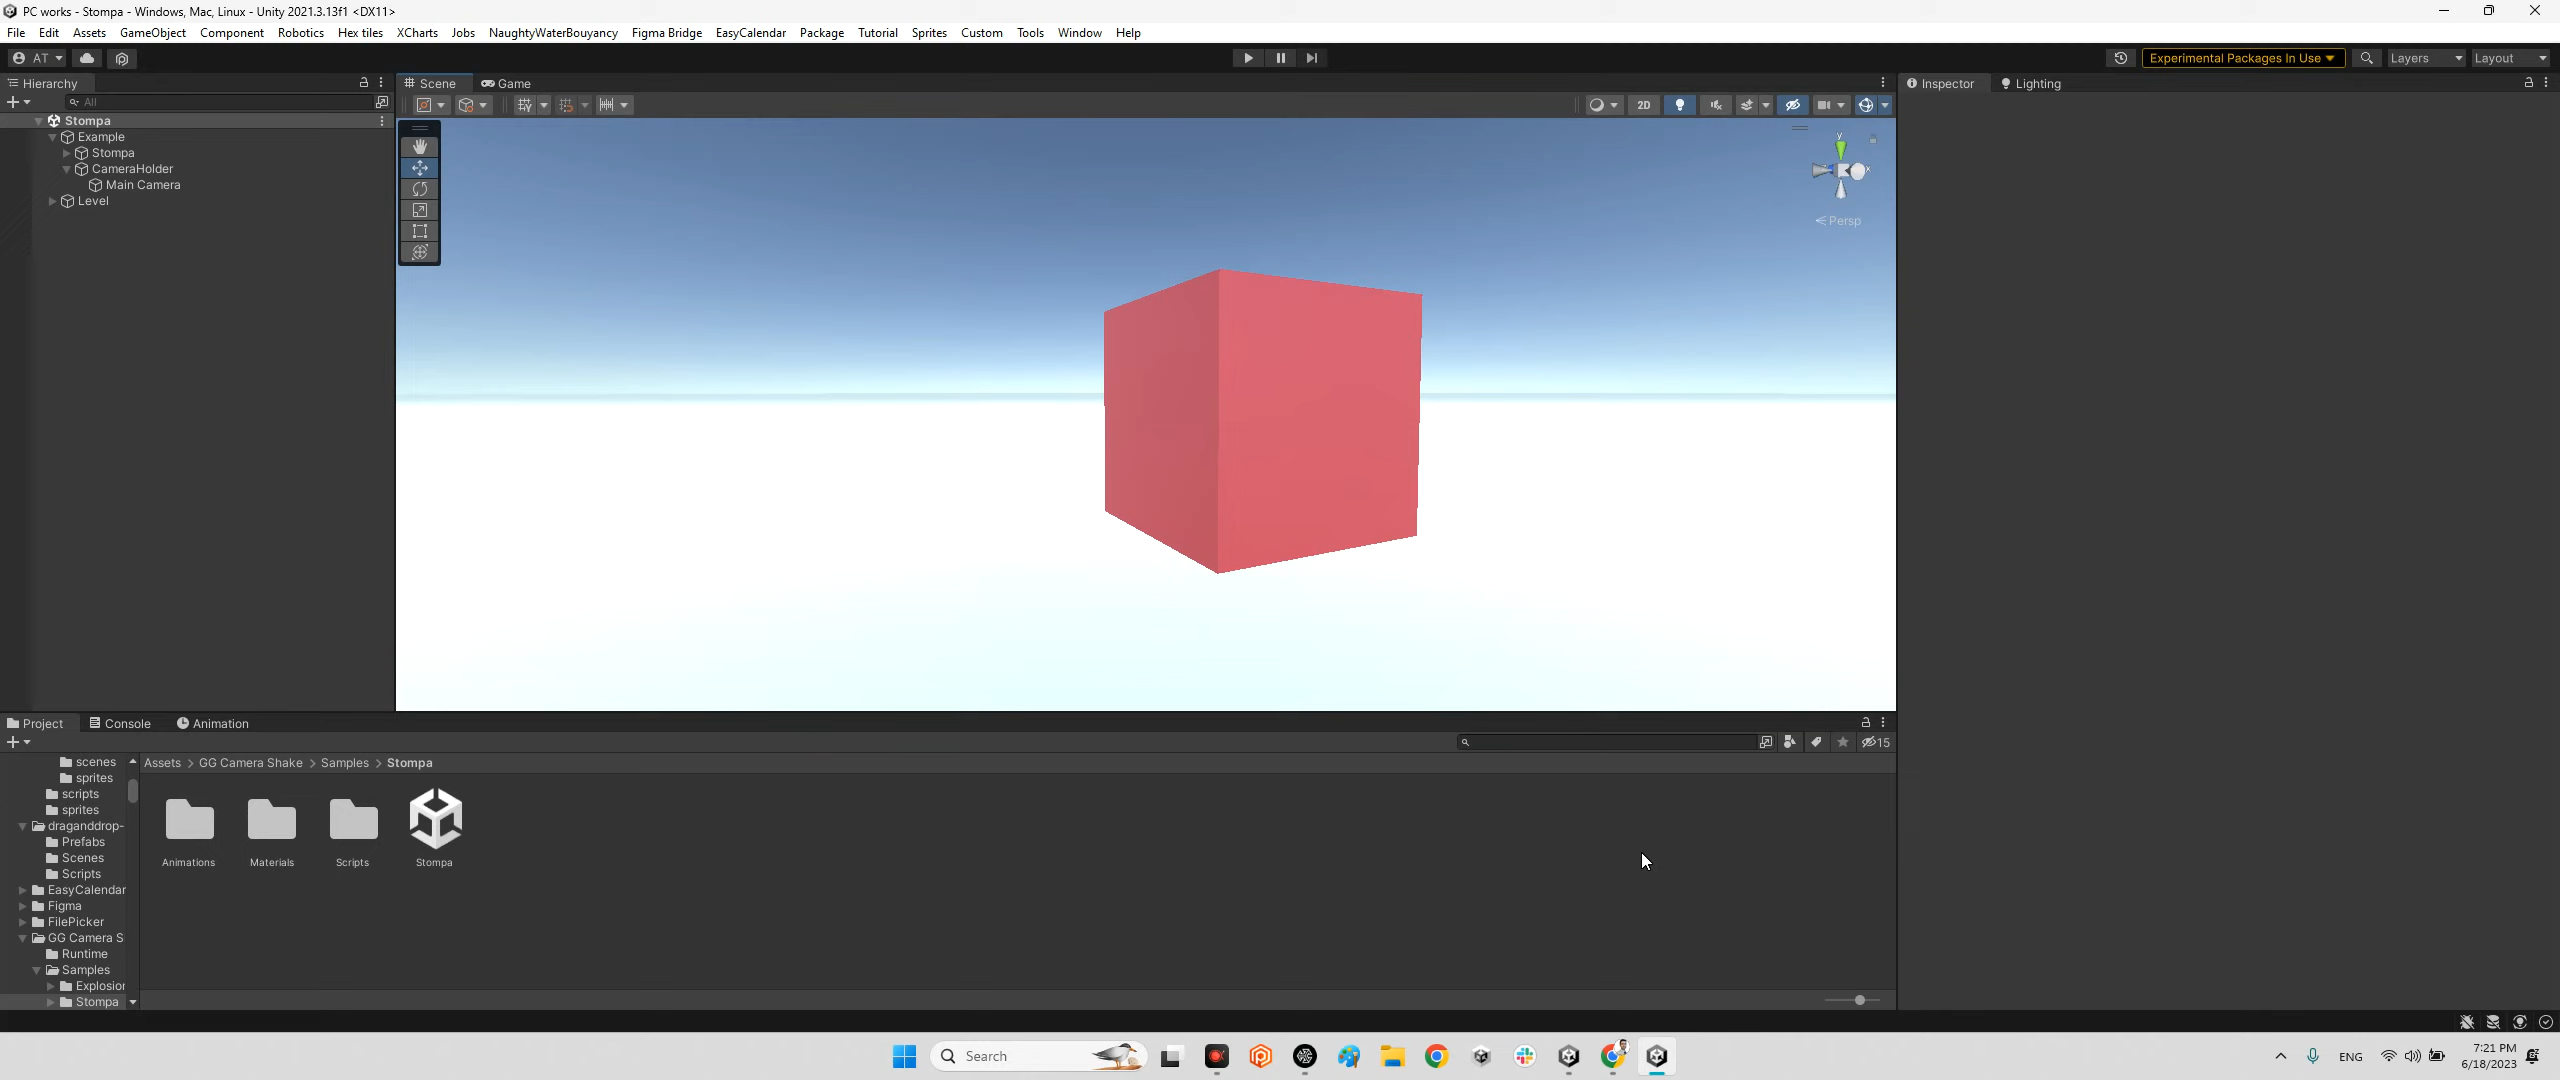 PC works - Stompa - Windows, Mac, Linux - Unity 2021.3.13f1 <DX11>
File Edit Assets GameObject Component Robotics Hex tiles XCharts Jobs NaughtyWaterBouyancy Figma Bridge EasyCalendar Package Tutorial Sprites Custom Tools Window Help
AT Experimental Packages In Use Layers Layout
Hierarchy
All
Stompa
Example
Stompa
CameraHolder
Main Camera
Level
Scene Game
2D
y
x
Persp
Inspector Lighting
Project Console Animation
15
scenes
sprites
scripts
sprites
draganddrop-
Prefabs
Scenes
Scripts
EasyCalendar
Figma
FilePicker
GG Camera S
Runtime
Samples
Explosion
Stompa
Assets > GG Camera Shake > Samples > Stompa
Animations Materials Scripts Stompa
Search
ENG
7:21 PM
6/18/2023